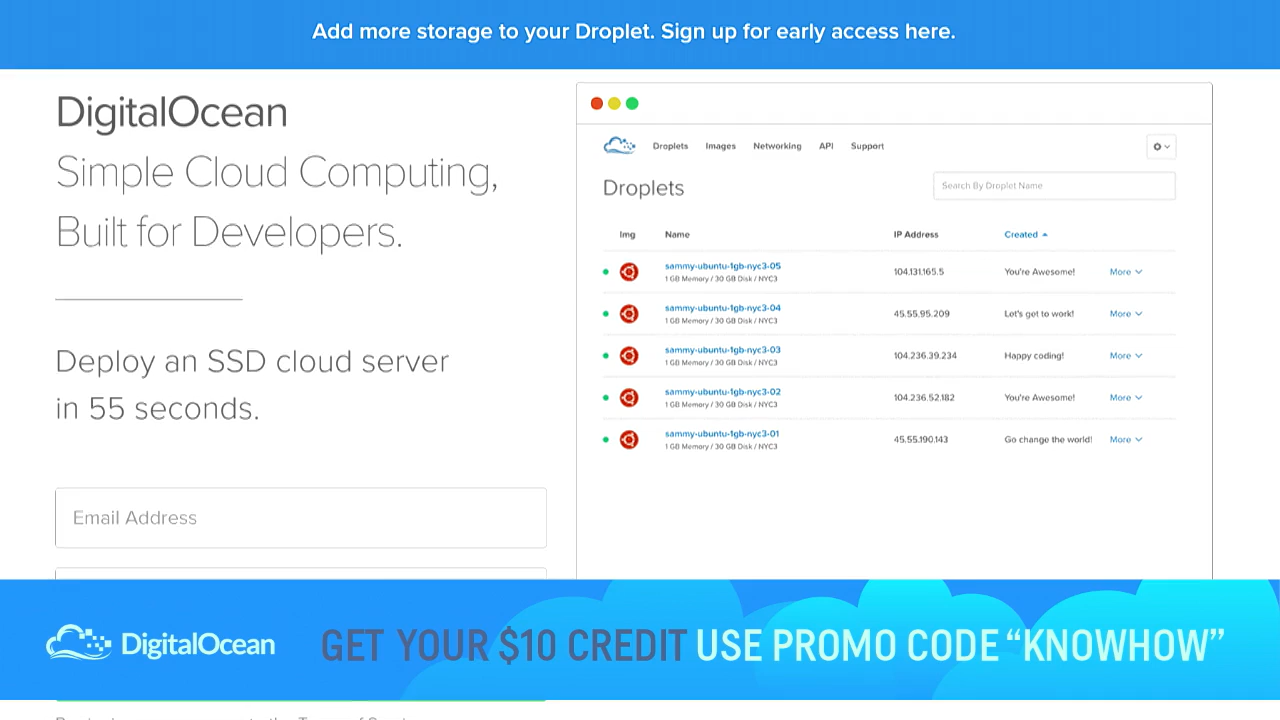 Add more storage to your Droplet. Sign up for early access here.
DigitalOcean
Simple Cloud Computing,
Built for Developers.
Deploy an SSD cloud server
in 55 seconds.
Email Address
Droplets Images Networking API Support
Droplets
Search By Droplet Name
Img Name IP Address Created
sammy-ubuntu-1gb-nyc3-05 104.131.165.5 You're Awesome! More
1 GB Memory / 30 GB Disk / NYC3
sammy-ubuntu-1gb-nyc3-04 45.55.95.209 Let's get to work! More
1 GB Memory / 30 GB Disk / NYC3
sammy-ubuntu-1gb-nyc3-03 104.236.39.234 Happy coding! More
1 GB Memory / 30 GB Disk / NYC3
sammy-ubuntu-1gb-nyc3-02 104.236.52.182 You're Awesome! More
1 GB Memory / 30 GB Disk / NYC3
sammy-ubuntu-1gb-nyc3-01 45.55.190.143 Go change the world! More
1 GB Memory / 30 GB Disk / NYC3
DigitalOcean GET YOUR $10 CREDIT USE PROMO CODE “KNOWHOW”